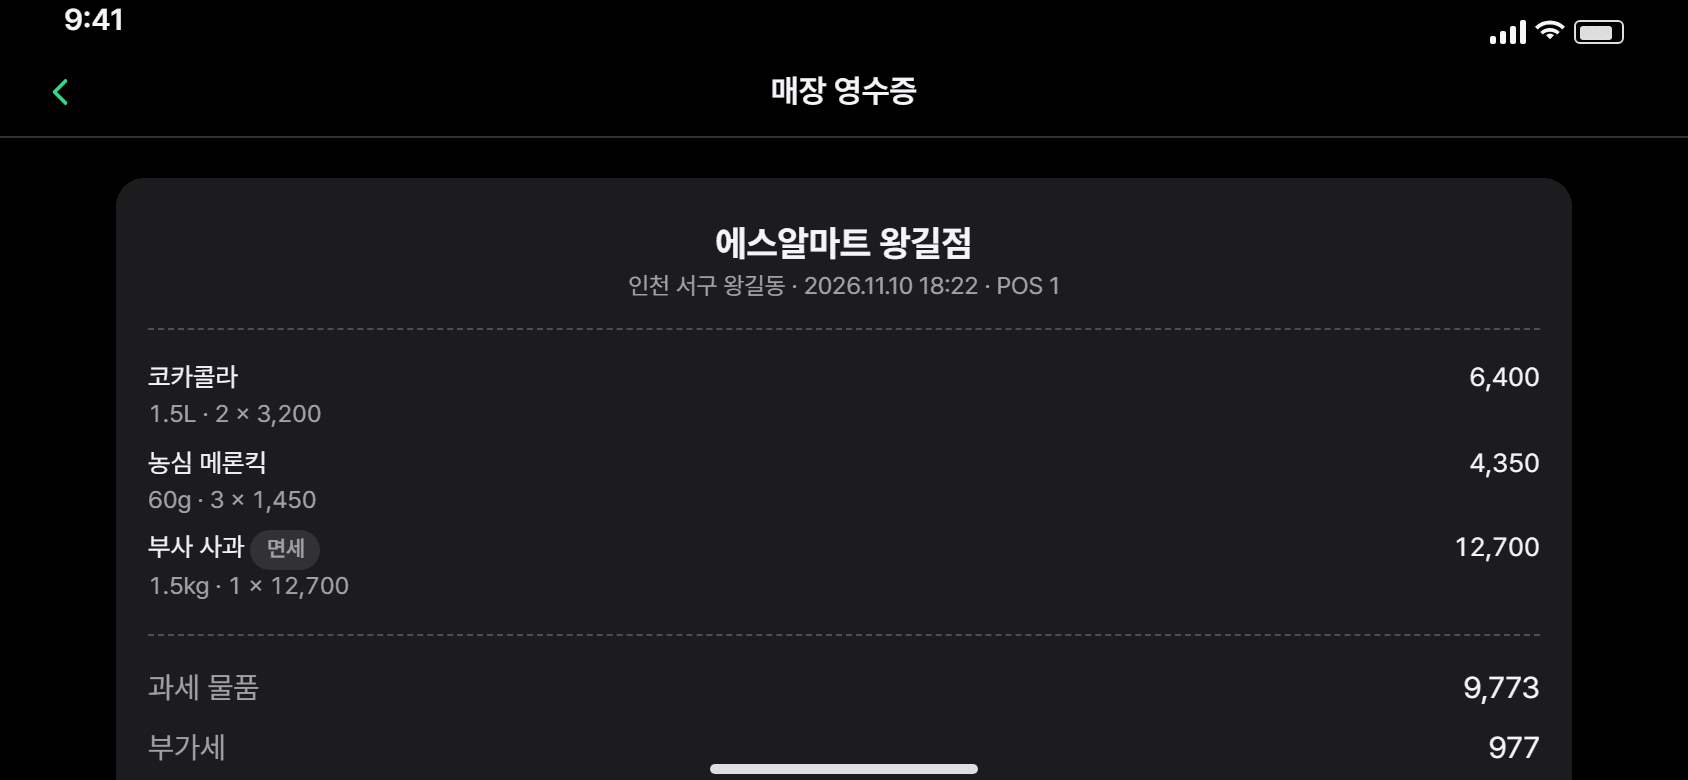 9:41
매장 영수증
에스알마트 왕길점
인천 서구 왕길동 · 2026.11.10 18:22 · POS 1
코카콜라 6,400
1.5L · 2 × 3,200
농심 메론킥 4,350
60g · 3 × 1,450
부사 사과 면세 12,700
1.5kg · 1 × 12,700
과세 물품 9,773
부가세 977